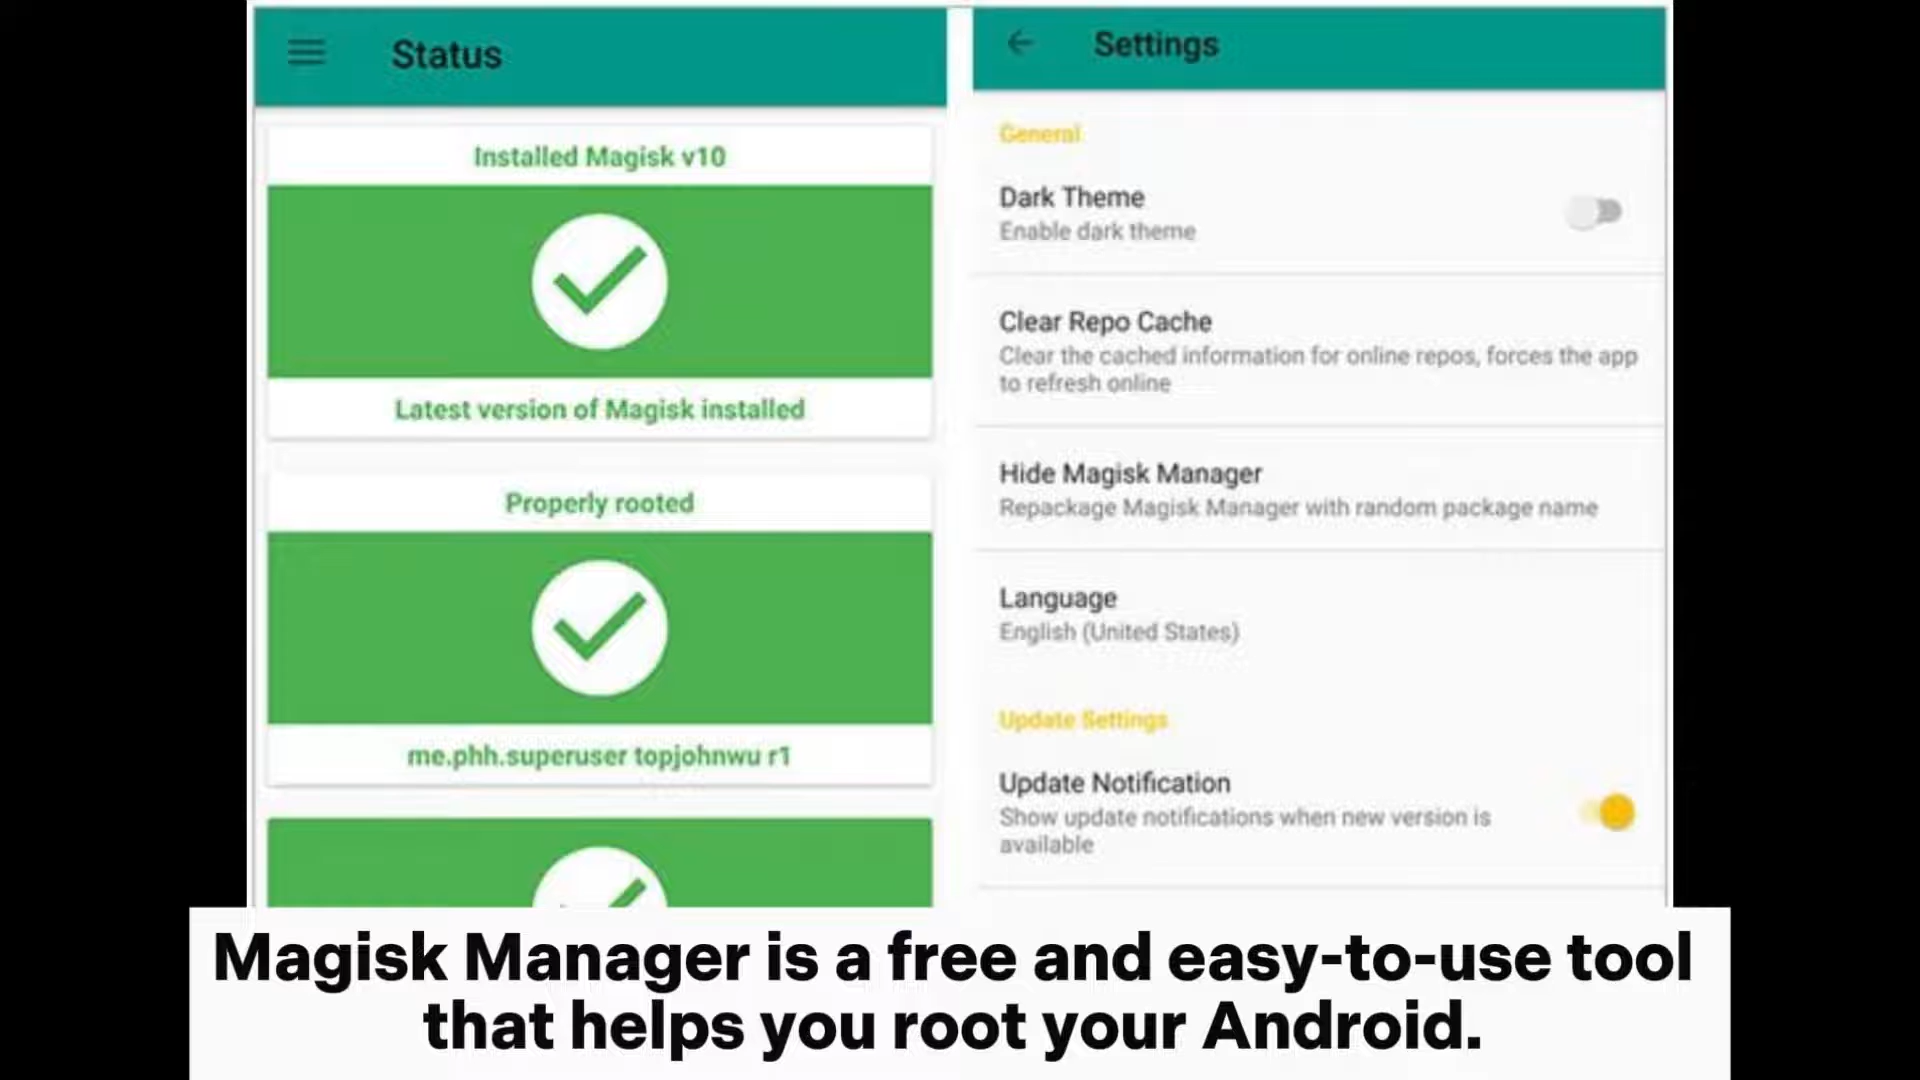 Status
Installed Magisk v10
Latest version of Magisk installed
Properly rooted
me.phh.superuser topjohnwu r1
Settings
General
Dark Theme
Enable dark theme
Clear Repo Cache
Clear the cached information for online repos, forces the app
to refresh online
Hide Magisk Manager
Repackage Magisk Manager with random package name
Language
English (United States)
Update Settings
Update Notification
Show update notifications when new version is
available
Magisk Manager is a free and easy-to-use tool
that helps you root your Android.